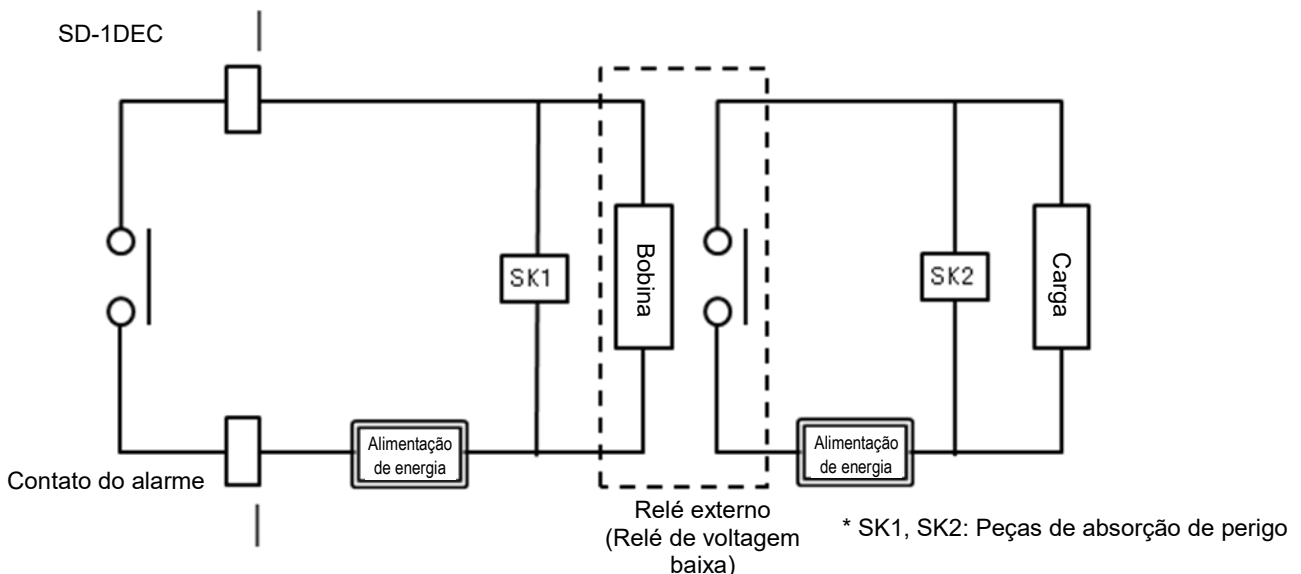 SD-1DEC
SK1
Bobina
SK2
Carga
Alimentação
de energia
Alimentação
de energia
Contato do alarme
Relé externo
(Relé de voltagem
baixa)
* SK1, SK2: Peças de absorção de perigo